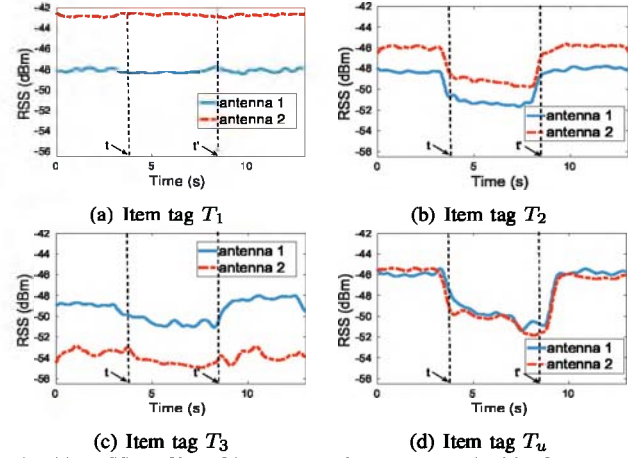 -42
-44
-46
-48
-50
-52
-54
-56
RSS (dBm)
antenna 1
antenna 2
t
t'
0
5
10
Time (s)
(a) Item tag T1
-42
-44
-46
-48
-50
-52
-54
-56
RSS (dBm)
antenna 1
antenna 2
t
t'
0
5
10
Time (s)
(b) Item tag T2
-42
-44
-46
-48
-50
-52
-54
-56
RSS (dBm)
antenna 1
antenna 2
t
t'
0
5
10
Time (s)
(c) Item tag T3
-42
-44
-46
-48
-50
-52
-54
-56
RSS (dBm)
antenna 1
antenna 2
t
t'
0
5
10
Time (s)
(d) Item tag Tu